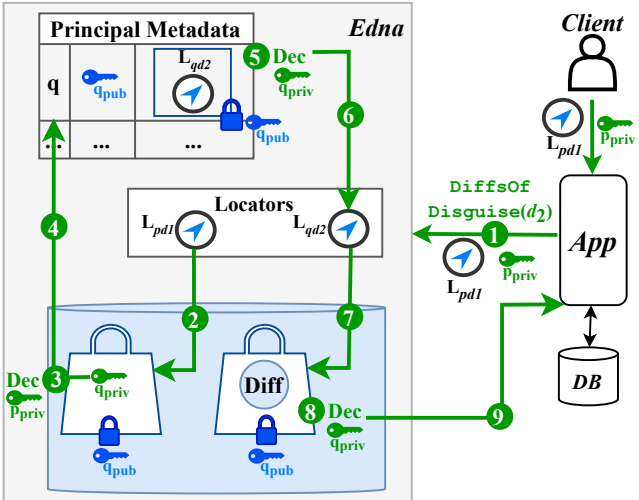 Principal Metadata
Edna
Client
q
q_pub
L_qd2
5
Dec
q_priv
q_pub
...
...
...
6
L_pd1
p_priv
4
Locators
L_pd1
L_qd2
DiffsOf
Disguise(d2)
1
L_pd1
p_priv
App
2
7
Dec
p_priv
3
q_priv
Diff
8
Dec
q_priv
9
DB
q_pub
q_pub